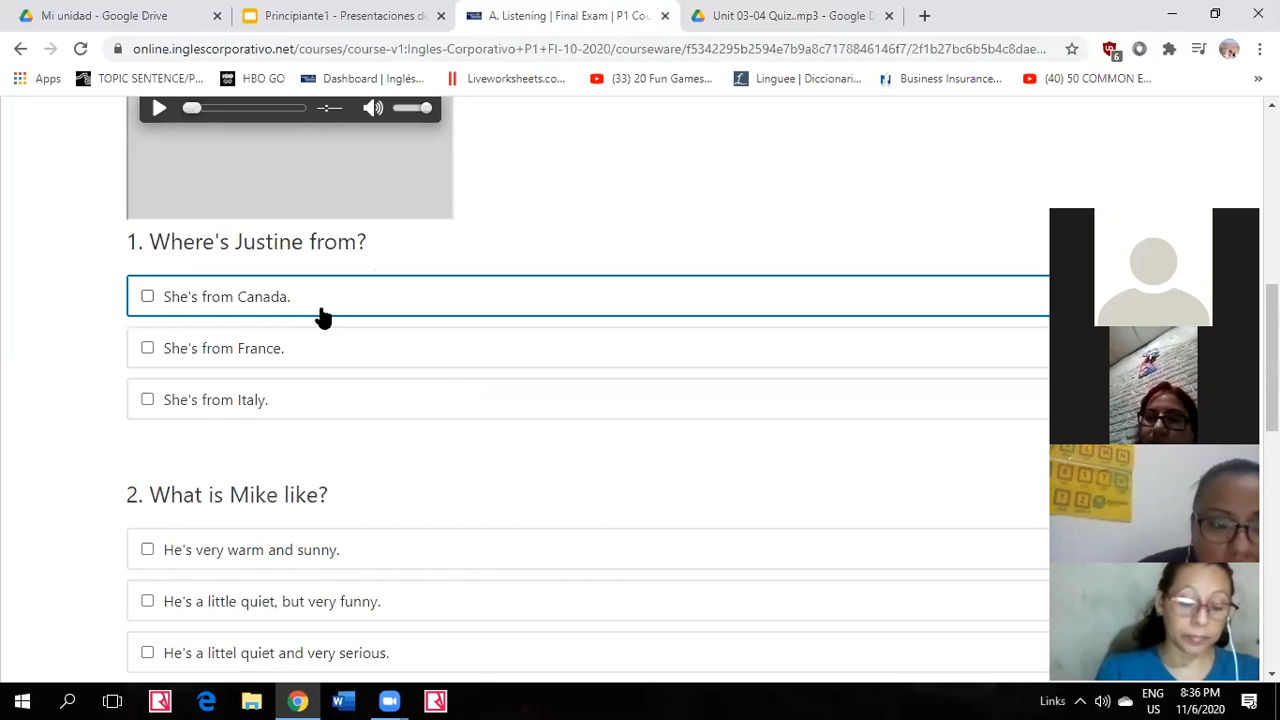 Mi unidad - Google Drive
Principiante1 - Presentaciones de
A. Listening | Final Exam | P1 Cou
Unit 03-04 Quiz..mp3 - Google D
online.inglescorporativo.net/courses/course-v1:Ingles-Corporativo+P1+FI-10-2020/courseware/f5342295b2594e7b9a8c7178846146f7/2f1b27bc6b5b4c8dae...
6
Apps
TOPIC SENTENCE/P...
HBO GO
Dashboard | Inglés...
Liveworksheets.co...
(33) 20 Fun Games...
Linguee | Diccionari...
Business Insurance...
(40) 50 COMMON E...
»
1. Where's Justine from?
She's from Canada.
She's from France.
She's from Italy.
2. What is Mike like?
He's very warm and sunny.
He's a little quiet, but very funny.
He's a littel quiet and very serious.
Links
ENG
US
8:36 PM
11/6/2020